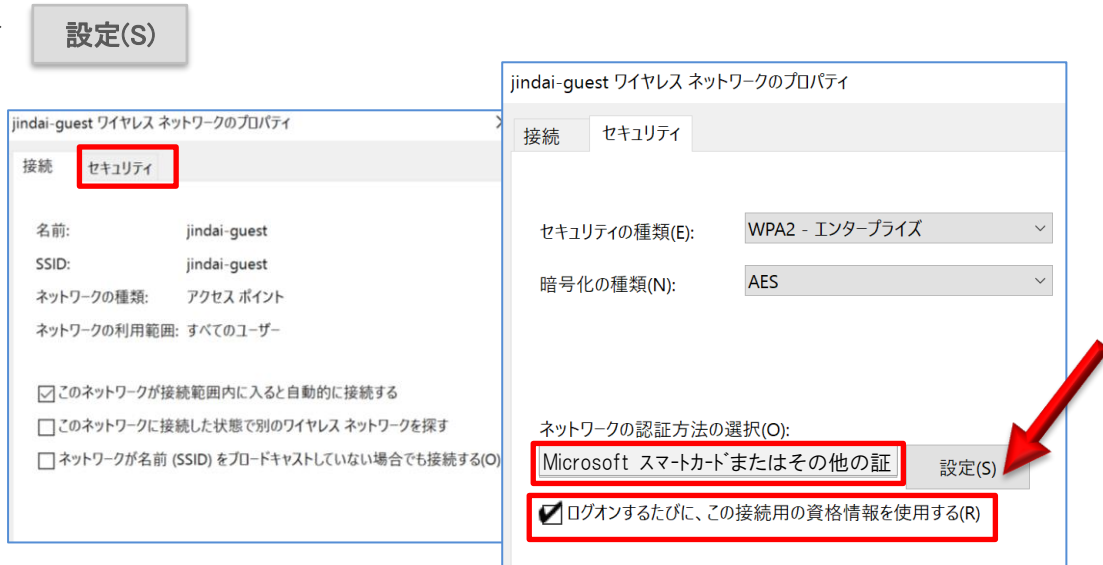 設定(S)
jindai-guest ワイヤレス ネットワークのプロパティ
接続 セキュリティ
名前: jindai-guest
SSID: jindai-guest
ネットワークの種類: アクセス ポイント
ネットワークの利用範囲: すべてのユーザー
このネットワークが接続範囲内に入ると自動的に接続する
このネットワークに接続した状態で別のワイヤレス ネットワークを探す
ネットワークが名前 (SSID) をブロードキャストしていない場合でも接続する(O)
jindai-guest ワイヤレス ネットワークのプロパティ
接続 セキュリティ
セキュリティの種類(E): WPA2 - エンタープライズ
暗号化の種類(N): AES
ネットワークの認証方法の選択(O):
Microsoft スマートカードまたはその他の証 設定(S)
ログオンするたびに、この接続用の資格情報を使用する(R)